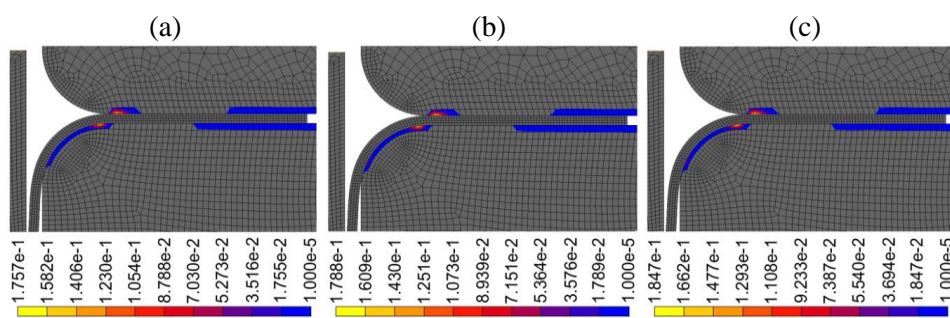 (a) (b) (c)
1.757e-1
1.582e-1
1.406e-1
1.230e-1
1.054e-1
8.788e-2
7.030e-2
5.273e-2
3.516e-2
1.755e-2
1.000e-5
1.788e-1
1.609e-1
1.430e-1
1.251e-1
1.073e-1
8.939e-2
7.151e-2
5.364e-2
3.576e-2
1.789e-2
1.000e-5
1.847e-1
1.662e-1
1.477e-1
1.293e-1
1.108e-1
9.233e-2
7.387e-2
5.540e-2
3.694e-2
1.847e-2
1.000e-5